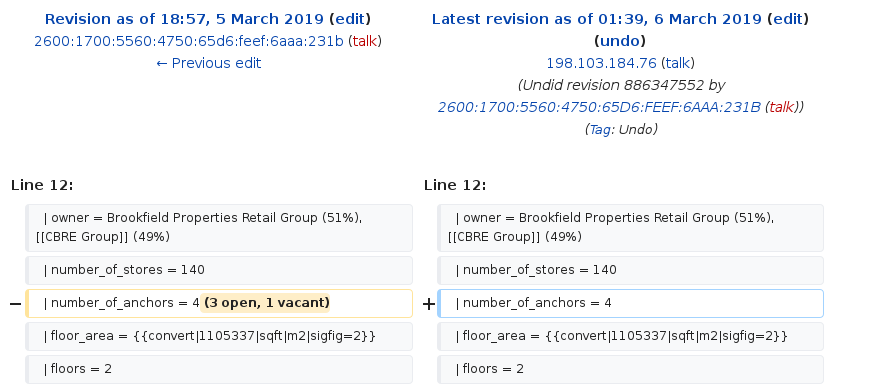 Revision as of 18:57, 5 March 2019 (edit)
2600:1700:5560:4750:65d6:feef:6aaa:231b (talk)
← Previous edit
Latest revision as of 01:39, 6 March 2019 (edit)
(undo)
198.103.184.76 (talk)
(Undid revision 886347552 by
2600:1700:5560:4750:65D6:FEEF:6AAA:231B (talk))
(Tag: Undo)
Line 12:
| owner = Brookfield Properties Retail Group (51%),
[[CBRE Group]] (49%)
| number_of_stores = 140
− | number_of_anchors = 4 (3 open, 1 vacant)
| floor_area = {{convert|1105337|sqft|m2|sigfig=2}}
| floors = 2
Line 12:
| owner = Brookfield Properties Retail Group (51%),
[[CBRE Group]] (49%)
| number_of_stores = 140
+ | number_of_anchors = 4
| floor_area = {{convert|1105337|sqft|m2|sigfig=2}}
| floors = 2